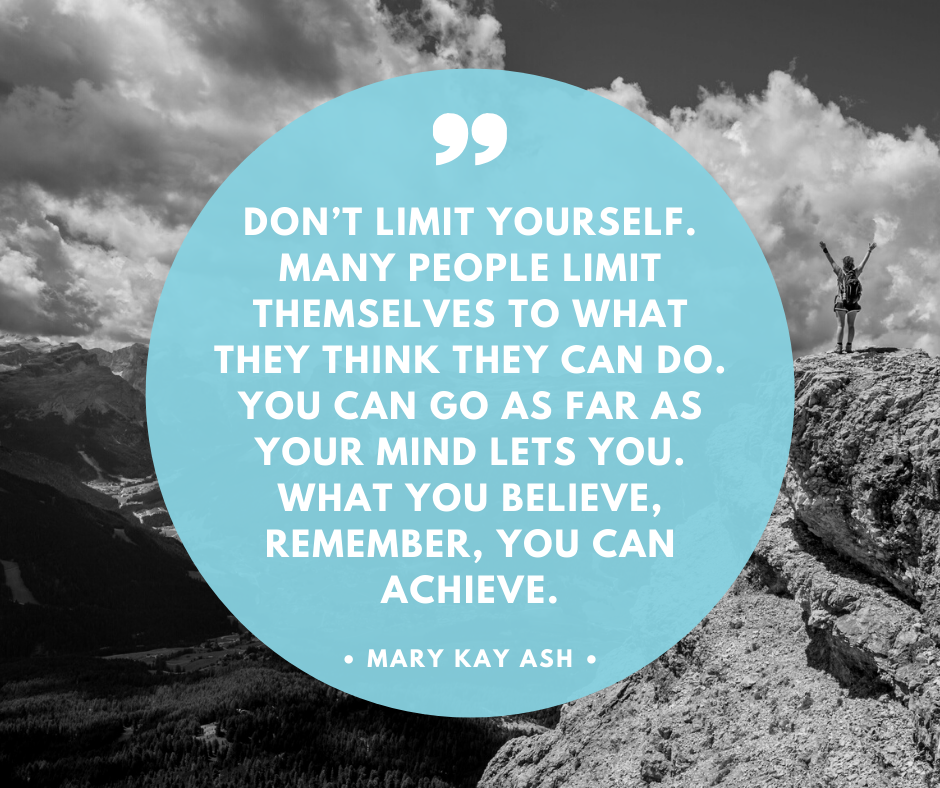 ”
DON’T LIMIT YOURSELF.
MANY PEOPLE LIMIT
THEMSELVES TO WHAT
THEY THINK THEY CAN DO.
YOU CAN GO AS FAR AS
YOUR MIND LETS YOU.
WHAT YOU BELIEVE,
REMEMBER, YOU CAN
ACHIEVE.
• MARY KAY ASH •